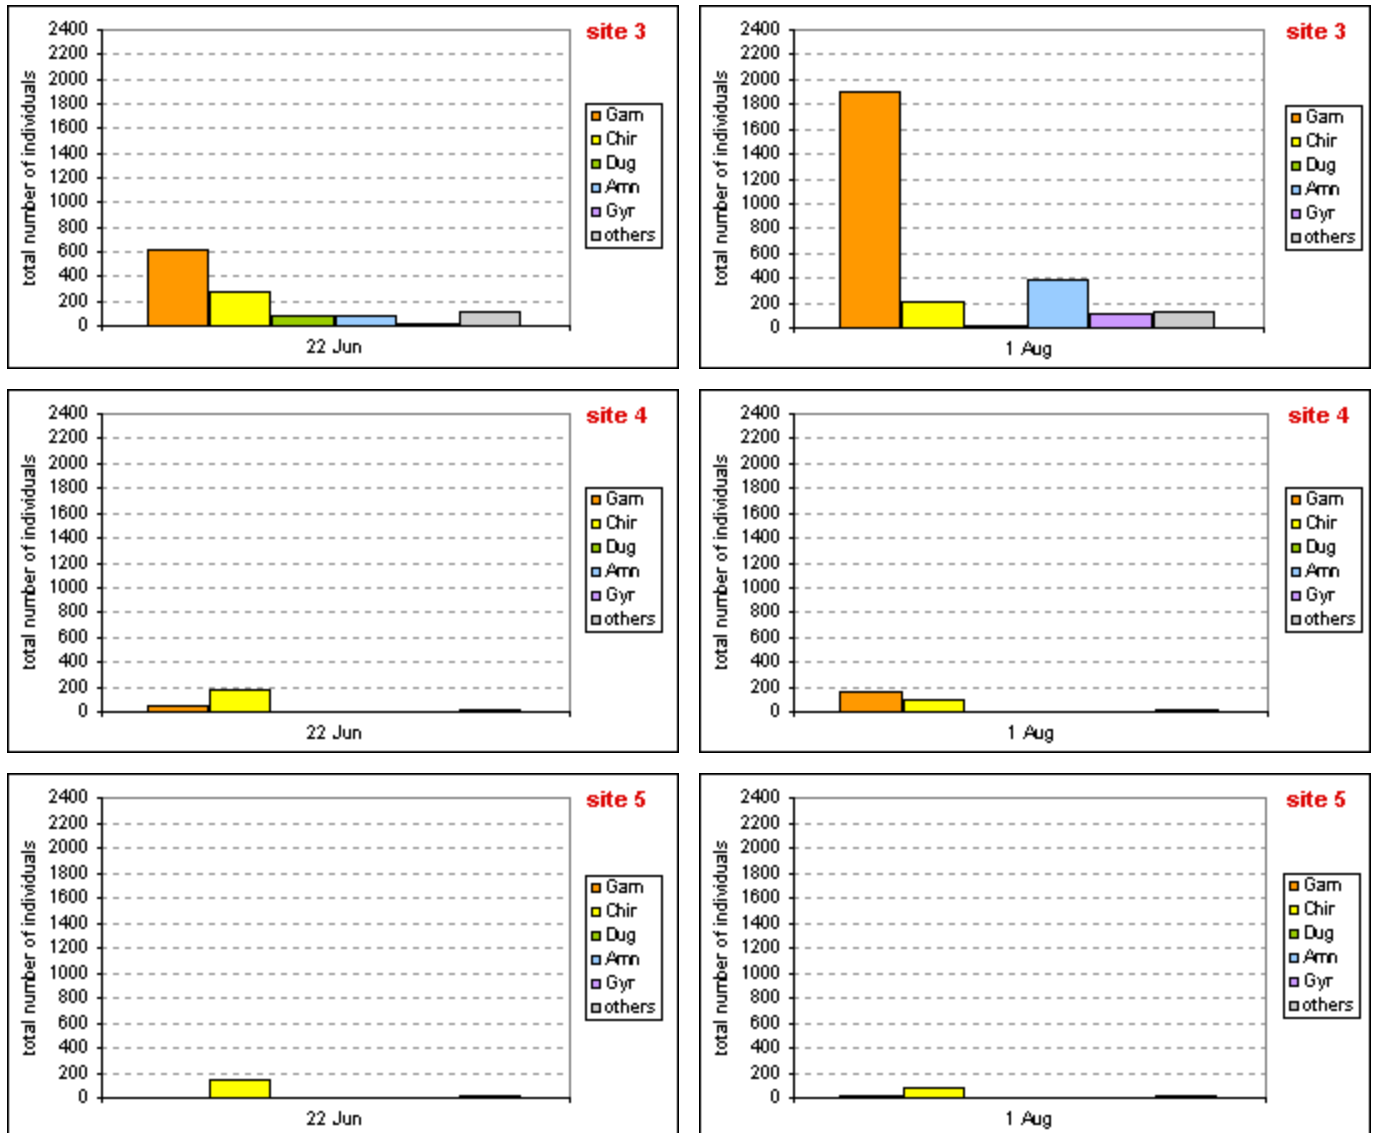 site 3
total number of individuals
2400
2200
2000
1800
1600
1400
1200
1000
800
600
400
200
0
22 Jun
Gam
Chir
Dug
Amn
Gyr
others
site 3
total number of individuals
2400
2200
2000
1800
1600
1400
1200
1000
800
600
400
200
0
1 Aug
Gam
Chir
Dug
Amn
Gyr
others
site 4
total number of individuals
2400
2200
2000
1800
1600
1400
1200
1000
800
600
400
200
0
22 Jun
Gam
Chir
Dug
Amn
Gyr
others
site 4
total number of individuals
2400
2200
2000
1800
1600
1400
1200
1000
800
600
400
200
0
1 Aug
Gam
Chir
Dug
Amn
Gyr
others
site 5
total number of individuals
2400
2200
2000
1800
1600
1400
1200
1000
800
600
400
200
0
22 Jun
Gam
Chir
Dug
Amn
Gyr
others
site 5
total number of individuals
2400
2200
2000
1800
1600
1400
1200
1000
800
600
400
200
0
1 Aug
Gam
Chir
Dug
Amn
Gyr
others